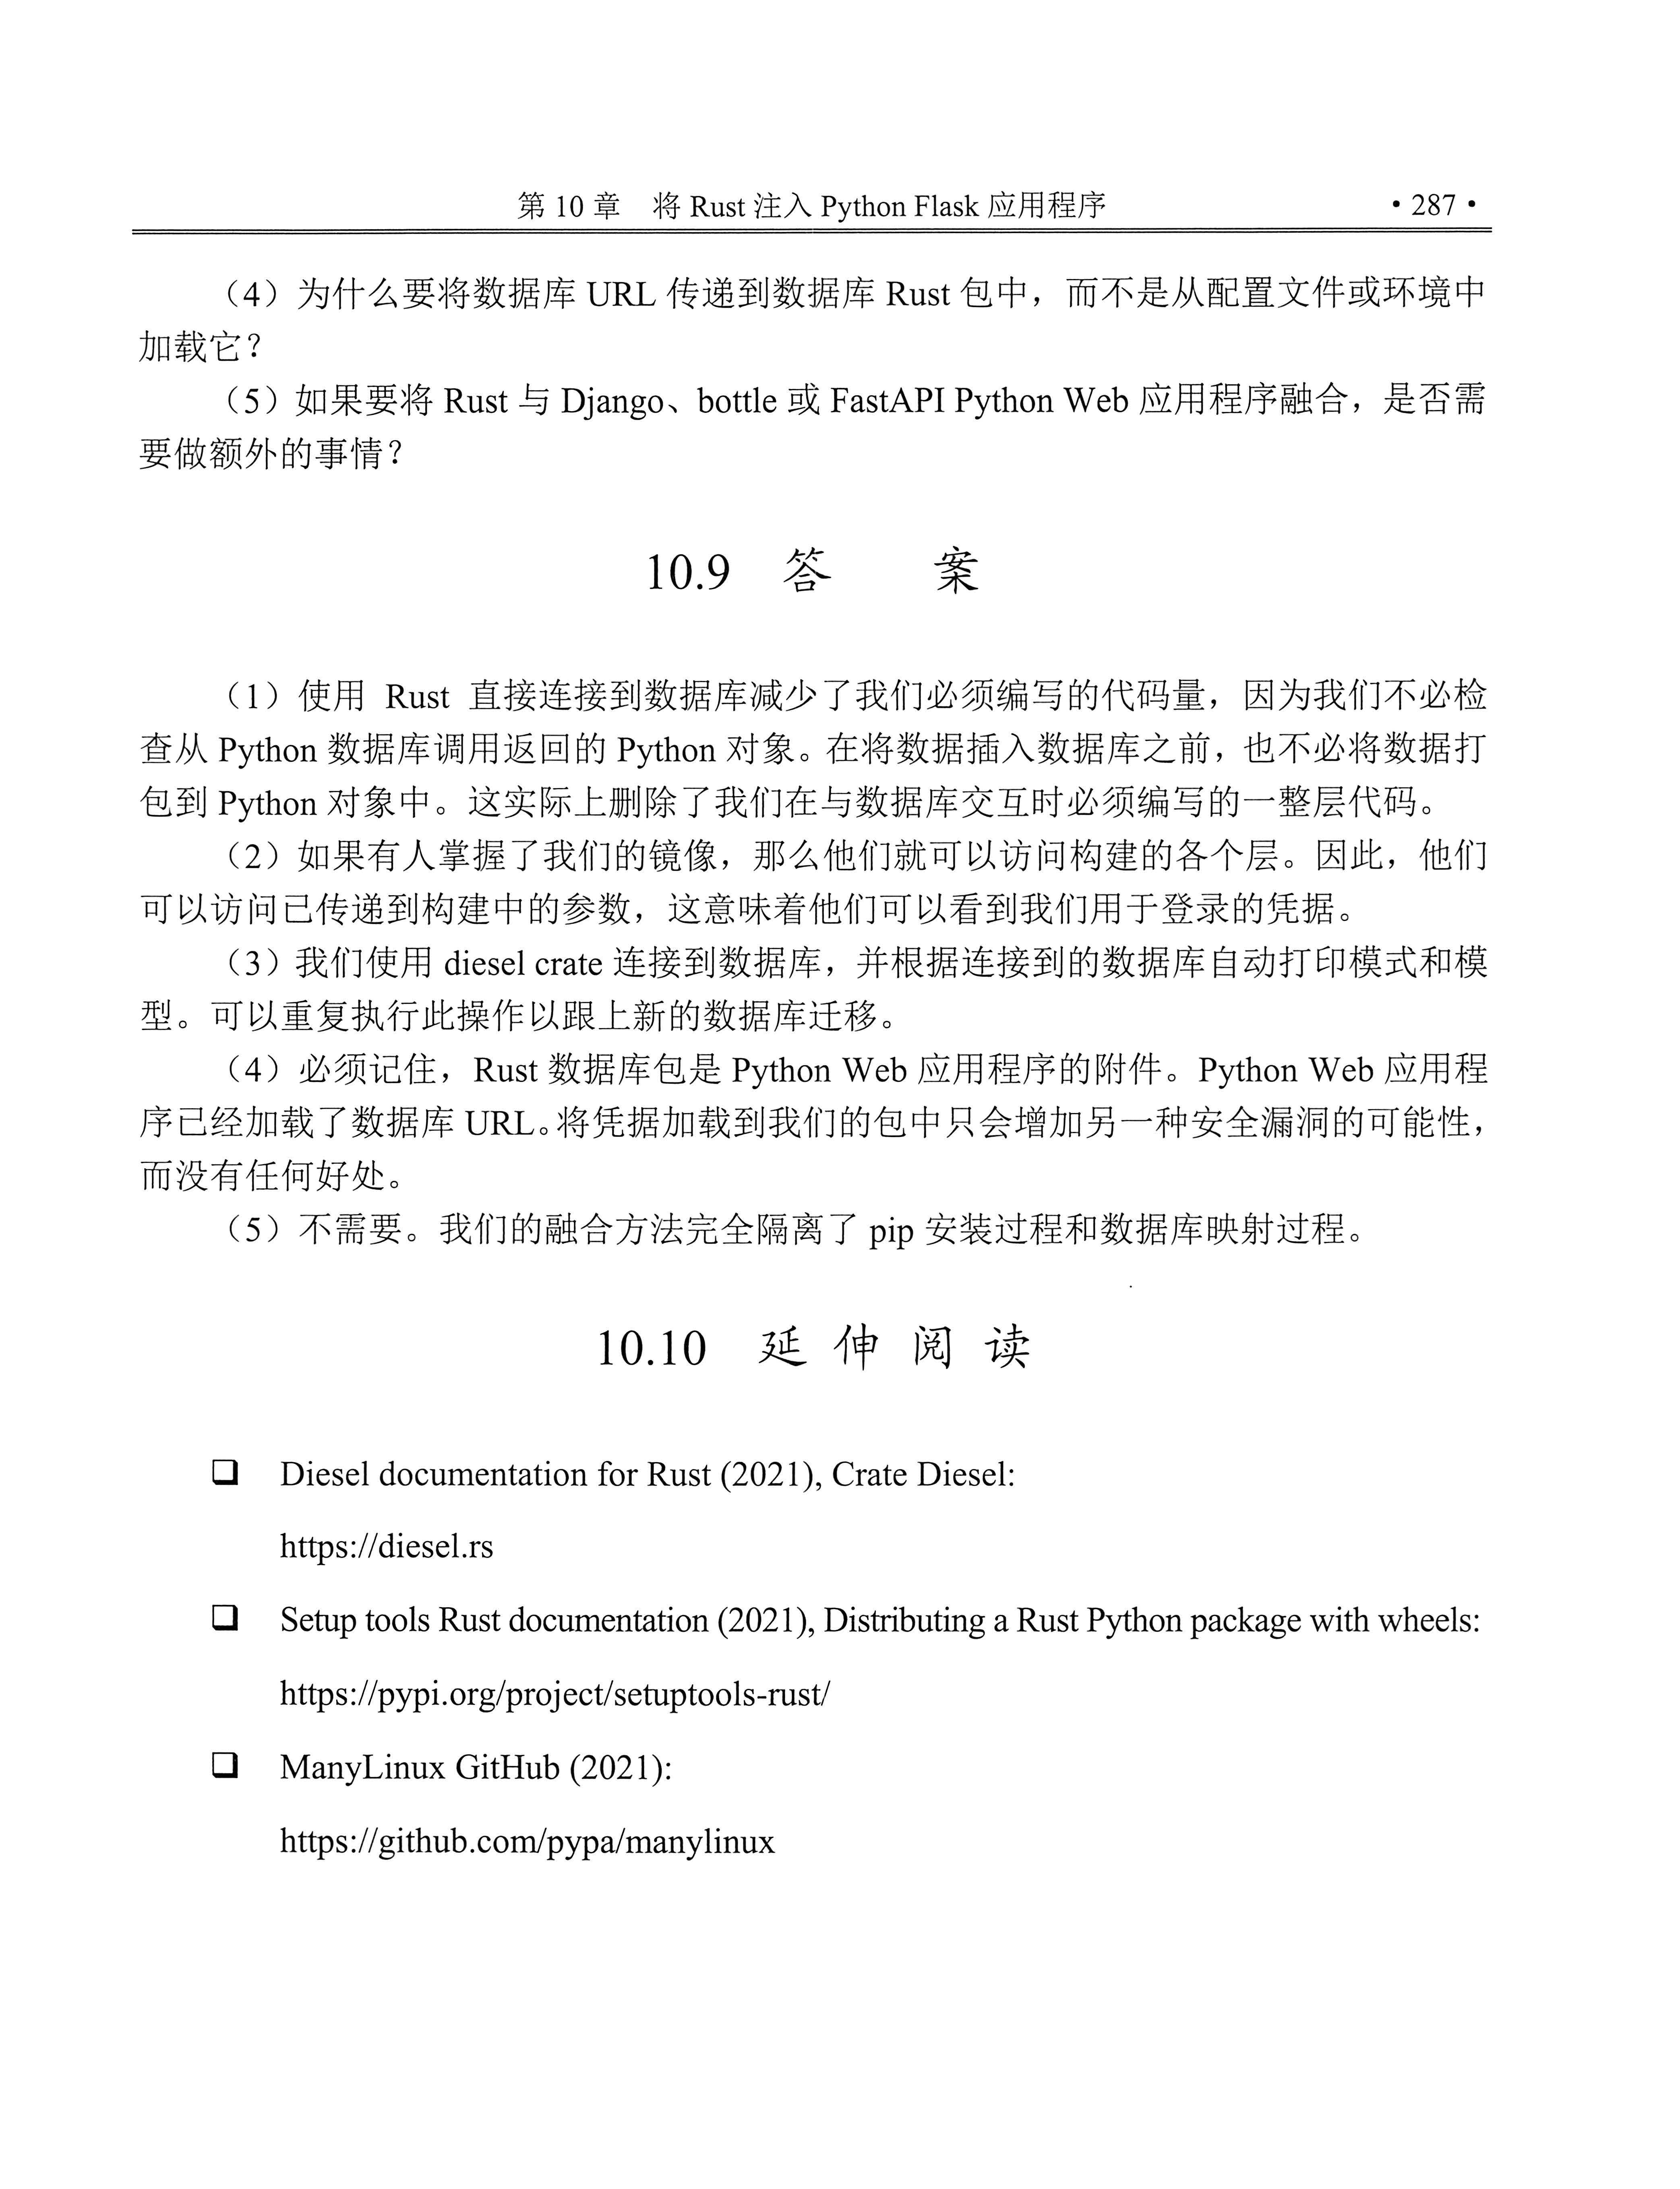 第 10 章 将 Rust 注入 Python Flask 应用程序 • 287 •
（4）为什么要将数据库 URL 传递到数据库 Rust 包中，而不是从配置文件或环境中
加载它？
（5）如果要将 Rust 与 Django、bottle 或 FastAPI Python Web 应用程序融合，是否需
要做额外的事情？
10.9 答 案
（1）使用 Rust 直接连接到数据库减少了我们必须编写的代码量，因为我们不必检
查从 Python 数据库调用返回的 Python 对象。在将数据插入数据库之前，也不必将数据打
包到 Python 对象中。这实际上删除了我们在与数据库交互时必须编写的一整层代码。
（2）如果有人掌握了我们的镜像，那么他们就可以访问构建的各个层。因此，他们
可以访问已传递到构建中的参数，这意味着他们可以看到我们用于登录的凭据。
（3）我们使用 diesel crate 连接到数据库，并根据连接到的数据库自动打印模式和模
型。可以重复执行此操作以跟上新的数据库迁移。
（4）必须记住，Rust 数据库包是 Python Web 应用程序的附件。Python Web 应用程
序已经加载了数据库 URL。将凭据加载到我们的包中只会增加另一种安全漏洞的可能性，
而没有任何好处。
（5）不需要。我们的融合方法完全隔离了 pip 安装过程和数据库映射过程。
10.10 延 伸 阅 读
❑ Diesel documentation for Rust (2021), Crate Diesel:
https://diesel.rs
❑ Setup tools Rust documentation (2021), Distributing a Rust Python package with wheels:
https://pypi.org/project/setuptools-rust/
❑ ManyLinux GitHub (2021):
https://github.com/pypa/manylinux